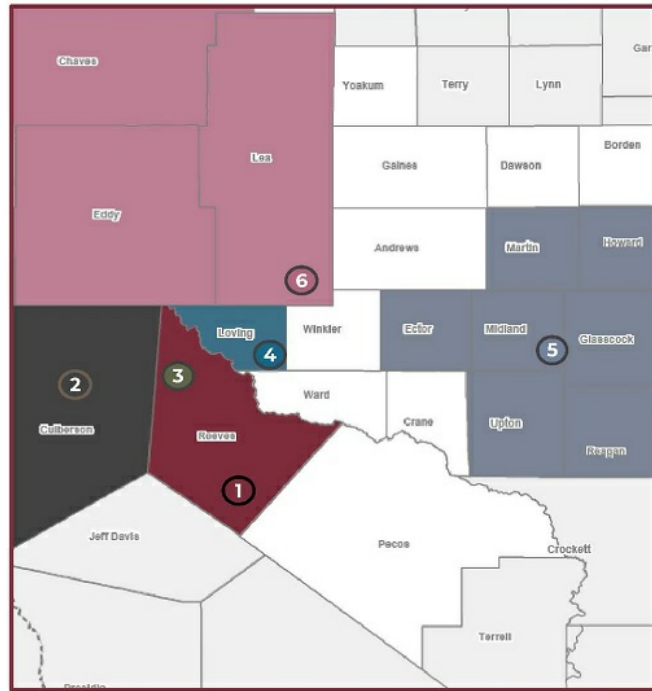 Chaves
Yoakum
Terry
Lynn
Lea
Gaines
Dawson
Borden
Eddy
Andrews
Martin
Howard
6
Loving
4
Winkler
Ector
Midland
5
Glasscock
2
3
Culberson
Reeves
Ward
Crane
Upton
Reagan
1
Jeff Davis
Pecos
Crockett
Terrell